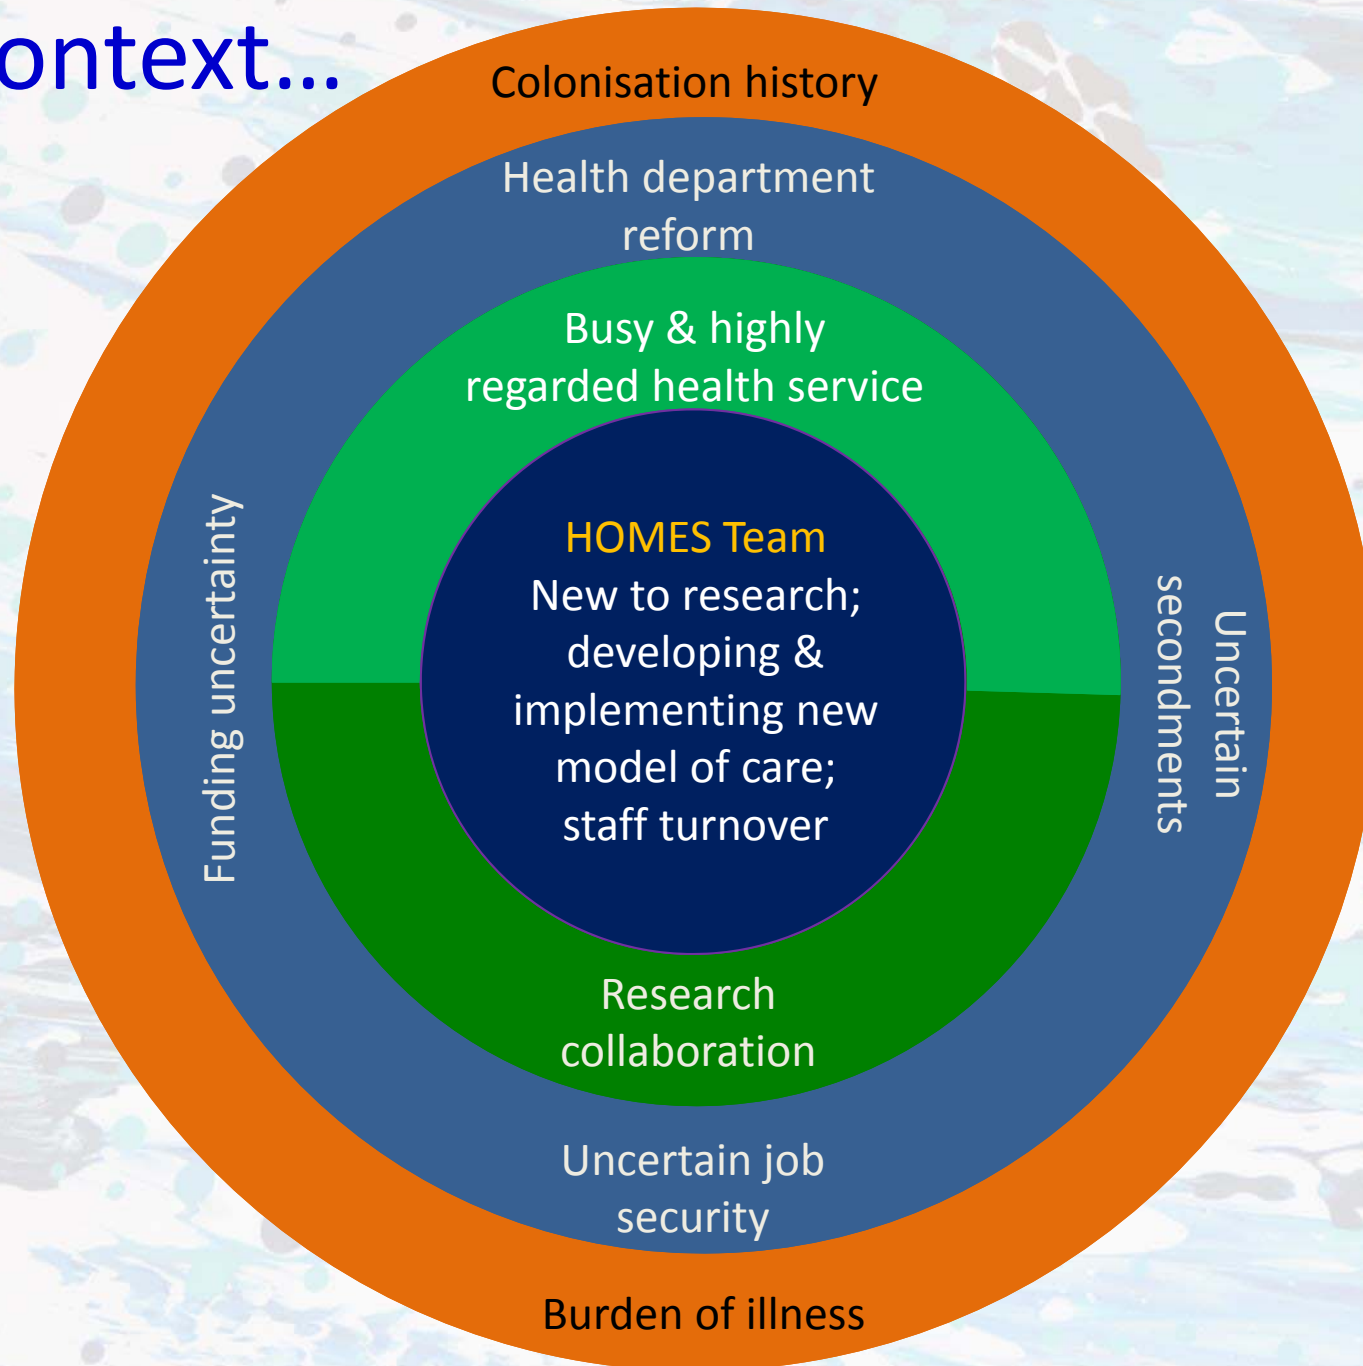 ontext...
Colonisation history
Health department
reform
Busy & highly
regarded health service
Funding uncertainty
HOMES Team
New to research;
developing &
implementing new
model of care;
staff turnover
Uncertain
secondments
Research
collaboration
Uncertain job
security
Burden of illness